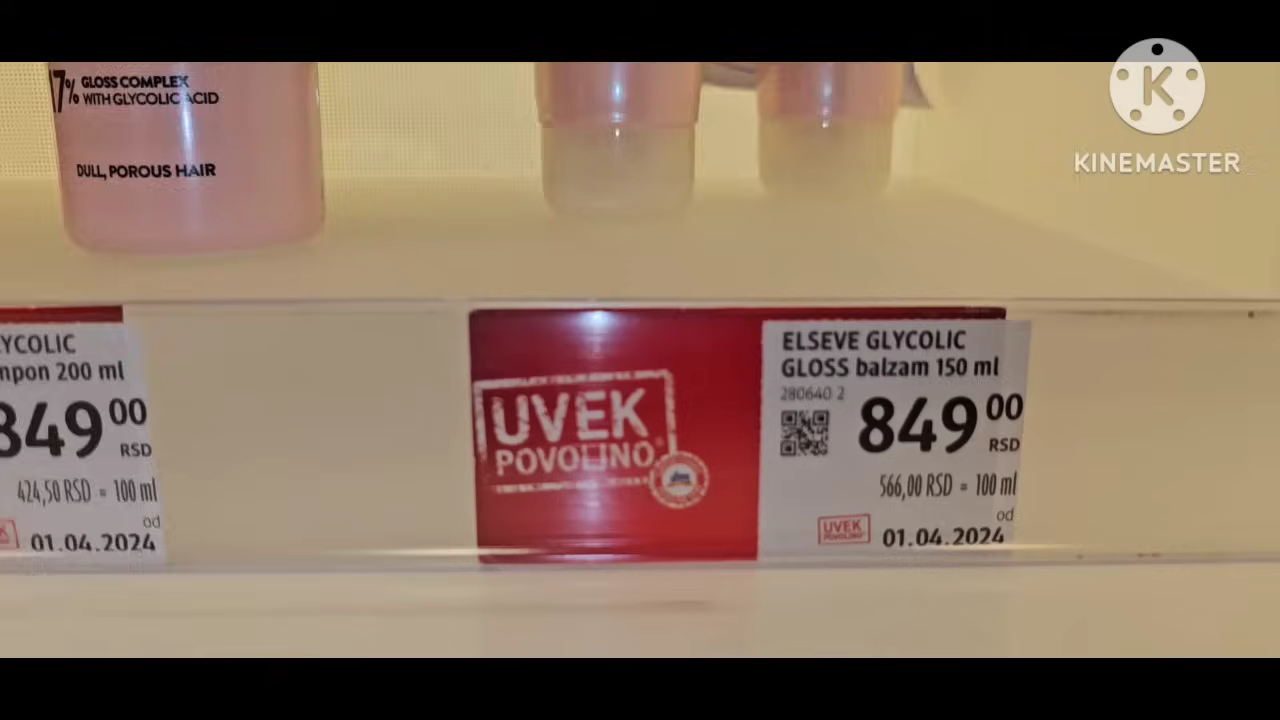 7% GLOSS COMPLEX
WITH GLYCOLIC ACID
DULL, POROUS HAIR
KINEMASTER
YCOLIC
mpon 200 ml
849 00
RSD
424,50 RSD = 100 ml
od
01.04.2024
UVEK
POVOLJNO
ELSEVE GLYCOLIC
GLOSS balzam 150 ml
280640 2
849 00
RSD
566,00 RSD = 100 ml
od
UVEK
POVOLJNO
01.04.2024